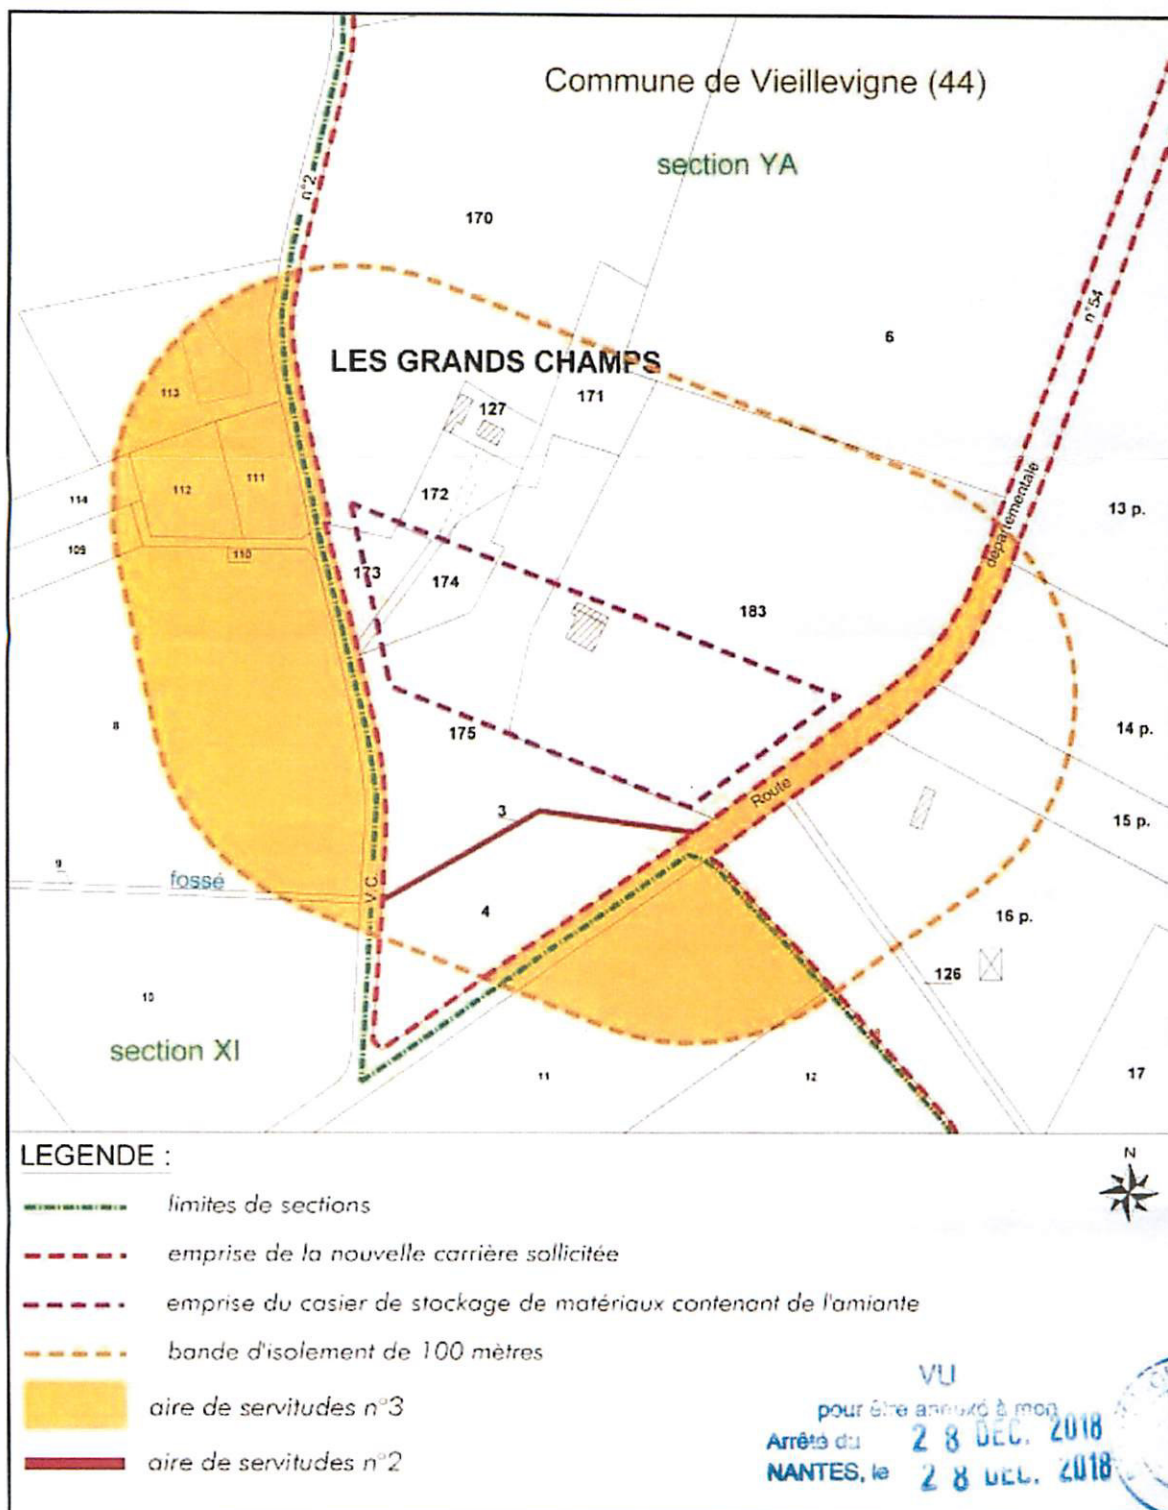 Commune de Vieillevigne (44)
section YA
n°2
170
n°54
6
LES GRANDS CHAMPS
113
127
171
111
112
172
114
13 p.
départementale
109
110
173
174
183
8
175
14 p.
Route
3
15 p.
9
fossé
V.C.
4
16 p.
126
10
section XI
11
12
17
LEGENDE :
N
limites de sections
emprise de la nouvelle carrière sollicitée
emprise du casier de stockage de matériaux contenant de l'amiante
bande d'isolement de 100 mètres
aire de servitudes n°3
aire de servitudes n°2
VU
pour être annexé à mon
Arrêté du 28 DEC. 2018
NANTES, le 28 DEC. 2018